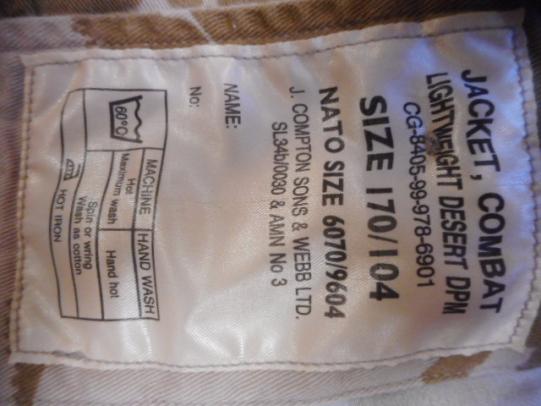 JACKET, COMBAT
LIGHTWEIGHT DESERT DPM
CG-8405-99-978-6901
SIZE 170/104
NATO SIZE 6070/9604
J. COMPTON SONS & WEBB LTD.
SL34b/0030 & AMN No 3
NAME:
No:
MACHINE
HAND WASH
60°C
Hot
Maximum wash
Hand hot
Spin or wring
Wash as cotton
HOT IRON